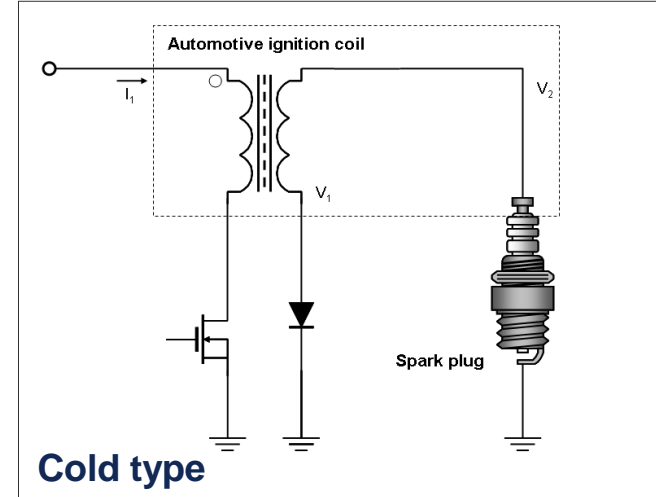 Automotive ignition coil
I₁
V₂
V₁
Spark plug
Cold type